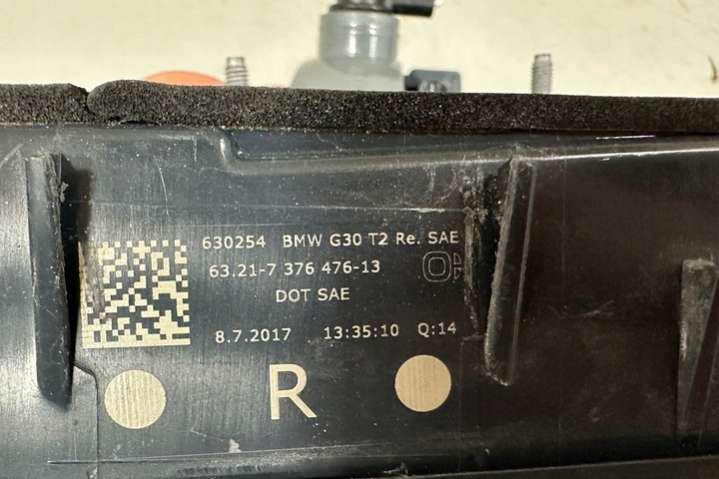 630254 BMW G30 T2 Re. SAE
63.21-7 376 476-13
DOT SAE
8.7.2017 13:35:10 Q:14
R